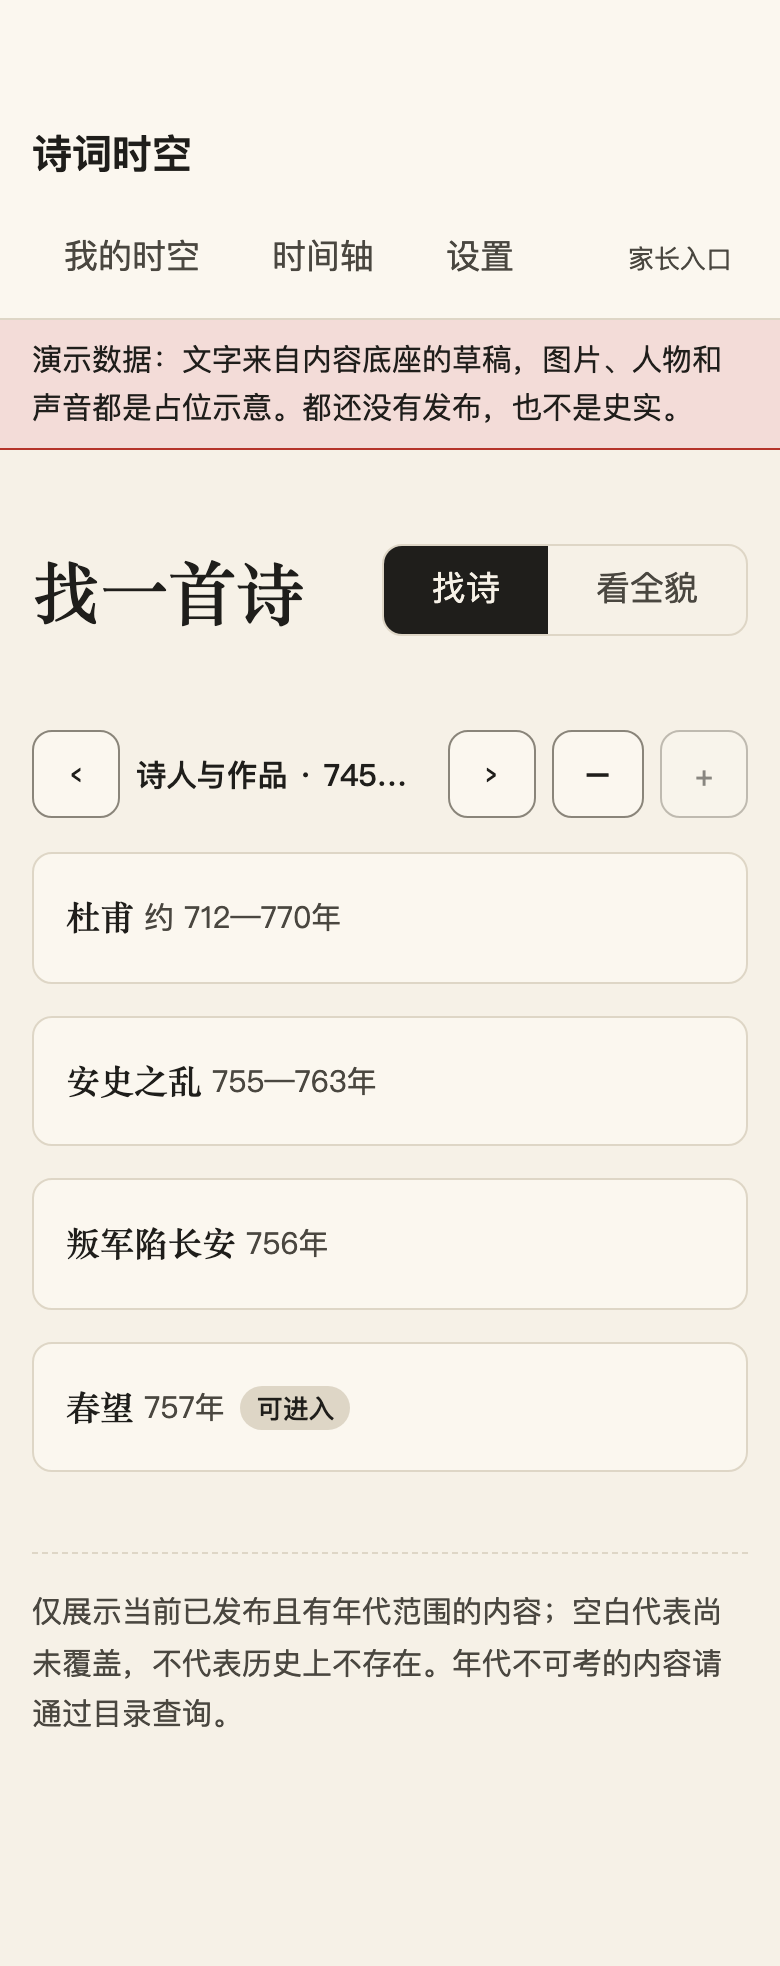 诗词时空
我的时空 时间轴 设置 家长入口
演示数据：文字来自内容底座的草稿，图片、人物和
声音都是占位示意。都还没有发布，也不是史实。
找一首诗 找诗 看全貌
‹ 诗人与作品 · 745… › − +
杜甫 约 712—770年
安史之乱 755—763年
叛军陷长安 756年
春望 757年 可进入
仅展示当前已发布且有年代范围的内容；空白代表尚
未覆盖，不代表历史上不存在。年代不可考的内容请
通过目录查询。